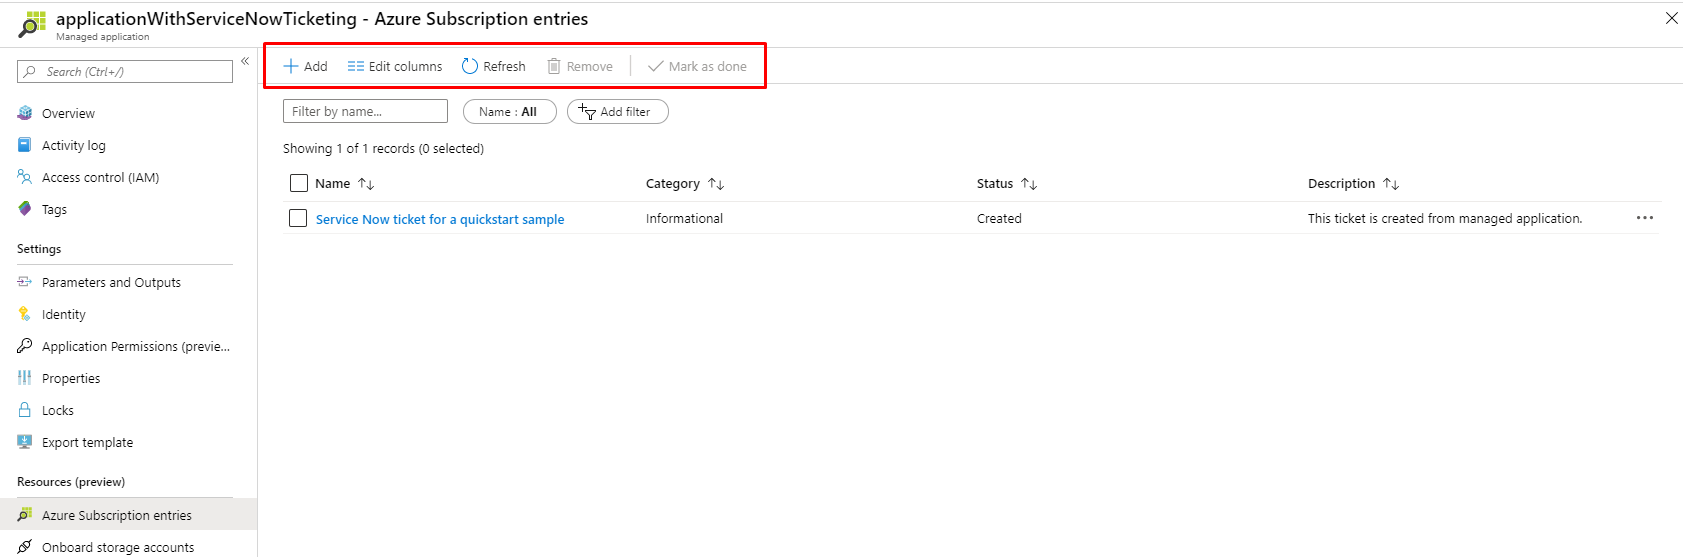 applicationWithServiceNowTicketing - Azure Subscription entries
Managed application
Search (Ctrl+/)
Overview
Activity log
Access control (IAM)
Tags
Settings
Parameters and Outputs
Identity
Application Permissions (previe...
Properties
Locks
Export template
Resources (preview)
Azure Subscription entries
Onboard storage accounts
Add Edit columns Refresh Remove Mark as done
Filter by name... Name : All Add filter
Showing 1 of 1 records (0 selected)
Name Category Status Description
Service Now ticket for a quickstart sample Informational Created This ticket is created from managed application.